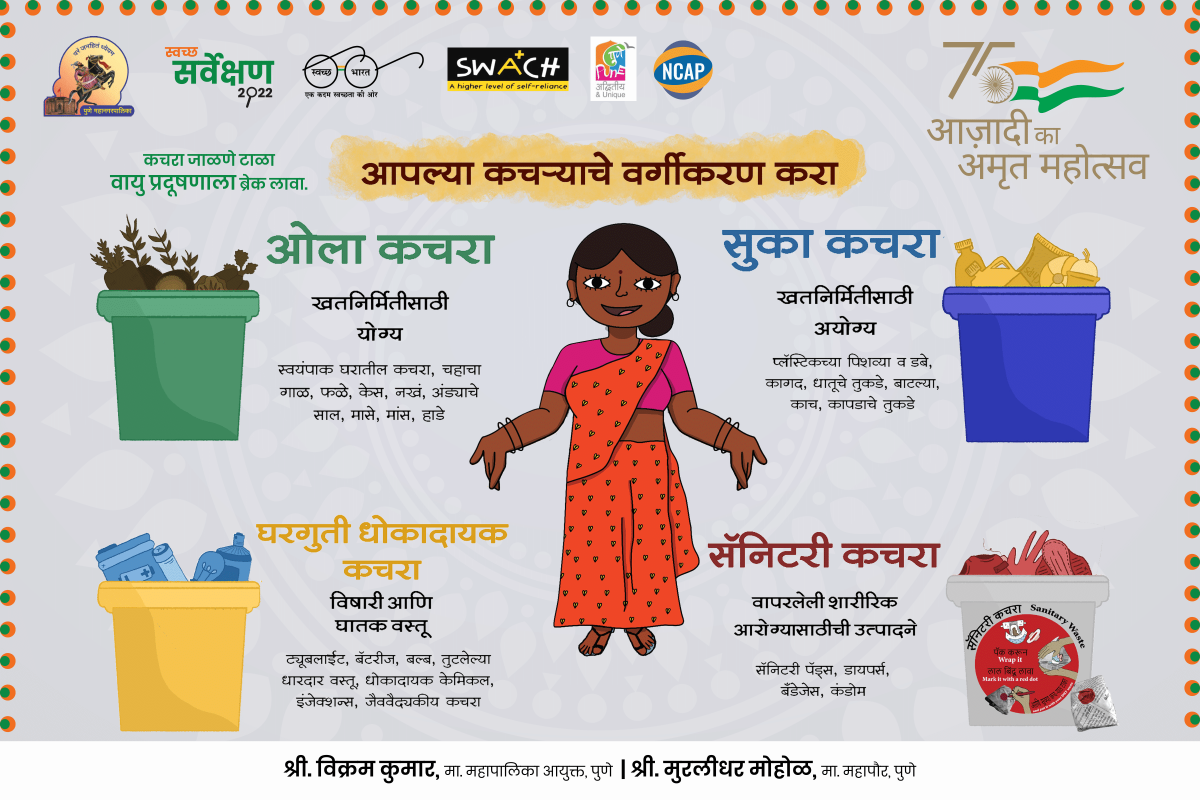 पुणे महानगरपालिका
स्वच्छ
सर्वेक्षण
2022
स्वच्छ भारत
एक कदम स्वच्छता की ओर
SWACH
A higher level of self-reliance
पुणे
PUNE
अद्वितीय
& Unique
NCAP
75
आज़ादी का
अमृत महोत्सव
कचरा जाळणे टाळा
वायु प्रदूषणाला ब्रेक लावा.
आपल्या कचऱ्याचे वर्गीकरण करा
ओला कचरा
खतनिर्मितीसाठी
योग्य
स्वयंपाक घरातील कचरा, चहाचा
गाळ, फळे, केस, नखं, अंड्याचे
साल, मासे, मांस, हाडे
सुका कचरा
खतनिर्मितीसाठी
अयोग्य
प्लॅस्टिकच्या पिशव्या व डबे,
कागद, धातूचे तुकडे, बाटल्या,
काच, कापडाचे तुकडे
घरगुती धोकादायक
कचरा
विषारी आणि
घातक वस्तू
ट्यूबलाईट, बॅटरीज, बल्ब, तुटलेल्या
धारदार वस्तू, धोकादायक केमिकल,
इंजेक्शन्स, जैववैद्यकीय कचरा
सॅनिटरी कचरा
वापरलेली शारीरिक
आरोग्यासाठीची उत्पादने
सॅनिटरी पॅड्स, डायपर्स,
बँडेजेस, कंडोम
सॅनिटरी कचरा Sanitary Waste
पॅक करून
Wrap it
लाल बिंदू लावा
Mark it with a red dot
श्री. विक्रम कुमार, मा. महापालिका आयुक्त, पुणे | श्री. मुरलीधर मोहोळ, मा. महापौर, पुणे